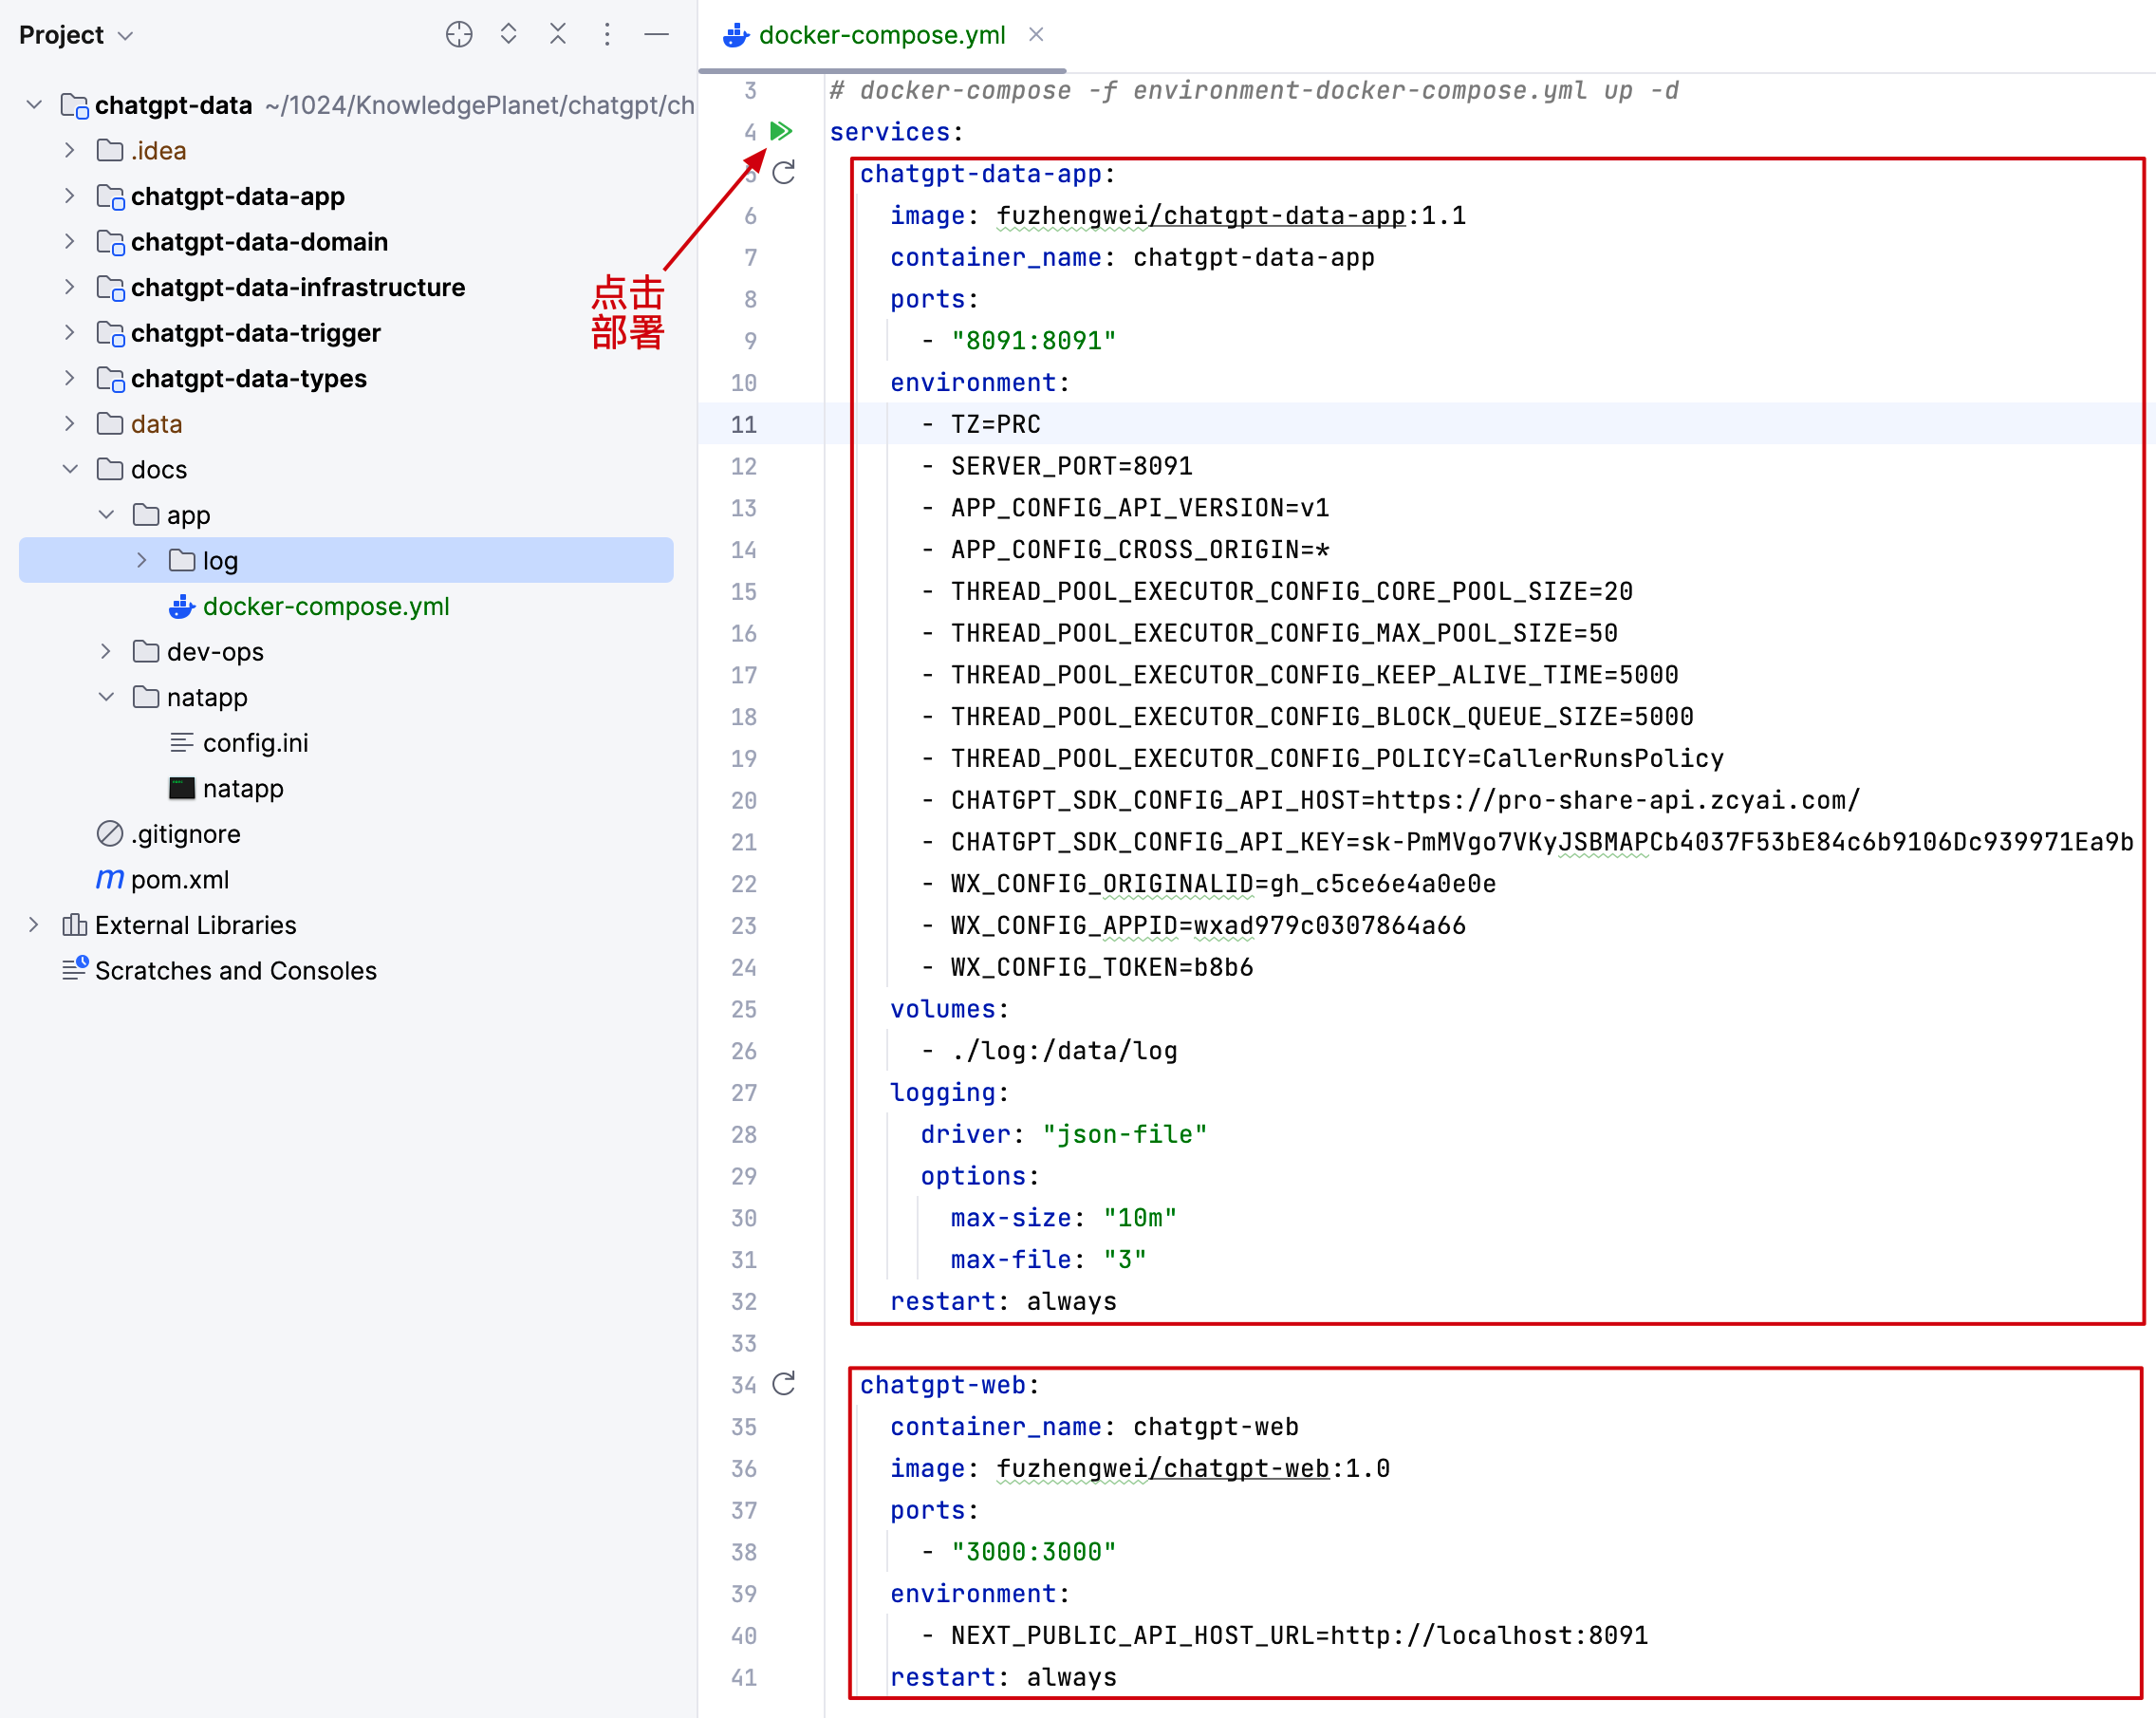 Project
chatgpt-data ~/1024/KnowledgePlanet/chatgpt/ch
.idea
chatgpt-data-app
chatgpt-data-domain
chatgpt-data-infrastructure
chatgpt-data-trigger
chatgpt-data-types
data
docs
app
log
docker-compose.yml
dev-ops
natapp
config.ini
natapp
.gitignore
pom.xml
External Libraries
Scratches and Consoles
点击
部署
docker-compose.yml
3 # docker-compose -f environment-docker-compose.yml up -d
4 services:
5 chatgpt-data-app:
6 image: fuzhengwei/chatgpt-data-app:1.1
7 container_name: chatgpt-data-app
8 ports:
9 - "8091:8091"
10 environment:
11 - TZ=PRC
12 - SERVER_PORT=8091
13 - APP_CONFIG_API_VERSION=v1
14 - APP_CONFIG_CROSS_ORIGIN=*
15 - THREAD_POOL_EXECUTOR_CONFIG_CORE_POOL_SIZE=20
16 - THREAD_POOL_EXECUTOR_CONFIG_MAX_POOL_SIZE=50
17 - THREAD_POOL_EXECUTOR_CONFIG_KEEP_ALIVE_TIME=5000
18 - THREAD_POOL_EXECUTOR_CONFIG_BLOCK_QUEUE_SIZE=5000
19 - THREAD_POOL_EXECUTOR_CONFIG_POLICY=CallerRunsPolicy
20 - CHATGPT_SDK_CONFIG_API_HOST=https://pro-share-api.zcyai.com/
21 - CHATGPT_SDK_CONFIG_API_KEY=sk-PmMVgo7VKyJSBMAPCb4037F53bE84c6b9106Dc939971Ea9b
22 - WX_CONFIG_ORIGINALID=gh_c5ce6e4a0e0e
23 - WX_CONFIG_APPID=wxad979c0307864a66
24 - WX_CONFIG_TOKEN=b8b6
25 volumes:
26 - ./log:/data/log
27 logging:
28 driver: "json-file"
29 options:
30 max-size: "10m"
31 max-file: "3"
32 restart: always
33
34 chatgpt-web:
35 container_name: chatgpt-web
36 image: fuzhengwei/chatgpt-web:1.0
37 ports:
38 - "3000:3000"
39 environment:
40 - NEXT_PUBLIC_API_HOST_URL=http://localhost:8091
41 restart: always